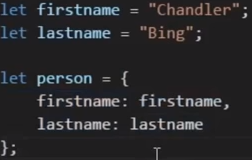 let firstname = "Chandler";
let lastname = "Bing";
let person = {
firstname: firstname,
lastname: lastname
};